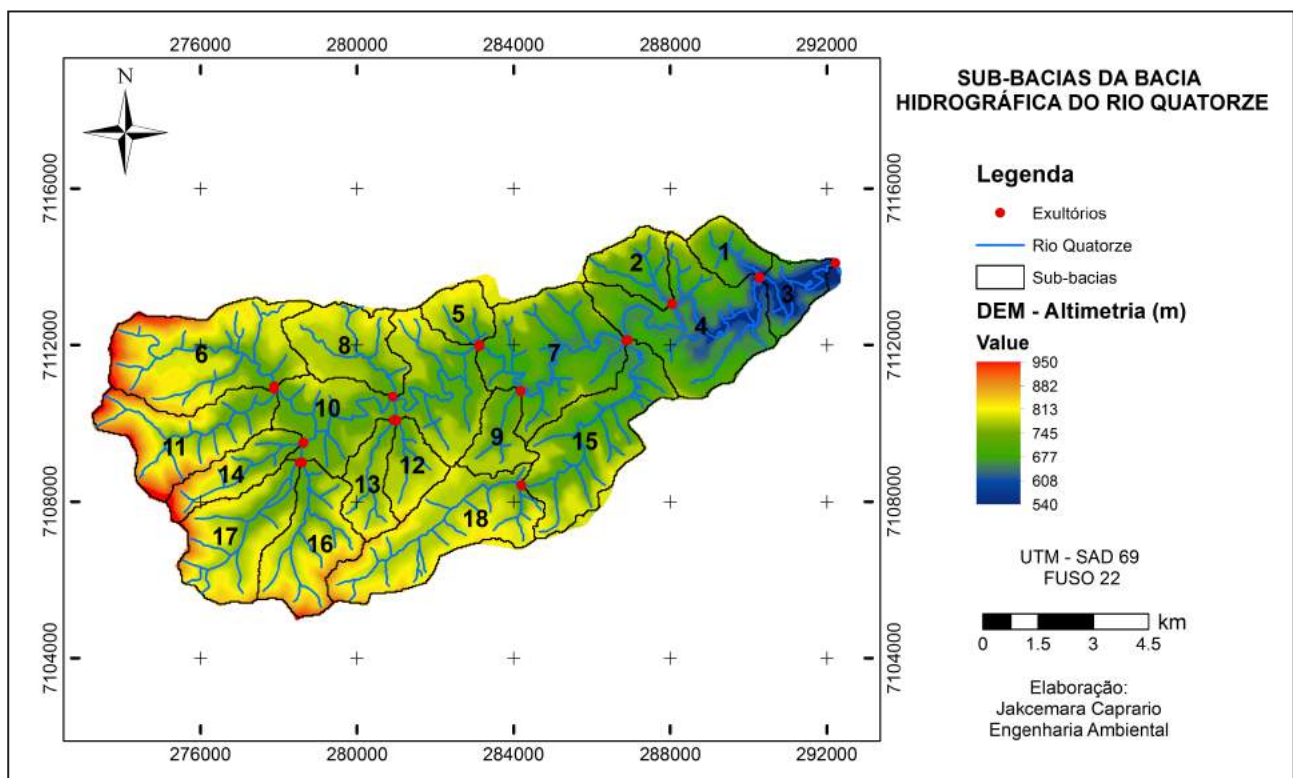 276000 280000 284000 288000 292000
N
7116000 7116000
7112000 7112000
7108000 7108000
7104000 7104000
1
2
3
4
5
6
7
8
9
10
11
12
13
14
15
16
17
18
276000 280000 284000 288000 292000
SUB-BACIAS DA BACIA
HIDROGRÁFICA DO RIO QUATORZE
Legenda
Exultórios
Rio Quatorze
Sub-bacias
DEM - Altimetria (m)
Value
950
882
813
745
677
608
540
UTM - SAD 69
FUSO 22
km
0 1.5 3 4.5
Elaboração:
Jakcemara Caprario
Engenharia Ambiental